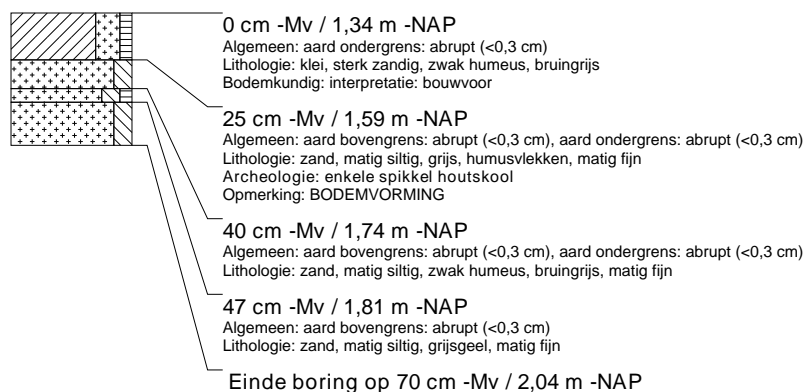 0 cm -Mv / 1,34 m -NAP
Algemeen: aard ondergrens: abrupt (<0,3 cm)
Lithologie: klei, sterk zandig, zwak humeus, bruingrijs
Bodemkundig: interpretatie: bouwvoor
25 cm -Mv / 1,59 m -NAP
Algemeen: aard bovengrens: abrupt (<0,3 cm), aard ondergrens: abrupt (<0,3 cm)
Lithologie: zand, matig siltig, grijs, humusvlekken, matig fijn
Archeologie: enkele spikkel houtskool
Opmerking: BODEMVORMING
40 cm -Mv / 1,74 m -NAP
Algemeen: aard bovengrens: abrupt (<0,3 cm), aard ondergrens: abrupt (<0,3 cm)
Lithologie: zand, matig siltig, zwak humeus, bruingrijs, matig fijn
47 cm -Mv / 1,81 m -NAP
Algemeen: aard bovengrens: abrupt (<0,3 cm)
Lithologie: zand, matig siltig, grijsgeel, matig fijn
Einde boring op 70 cm -Mv / 2,04 m -NAP